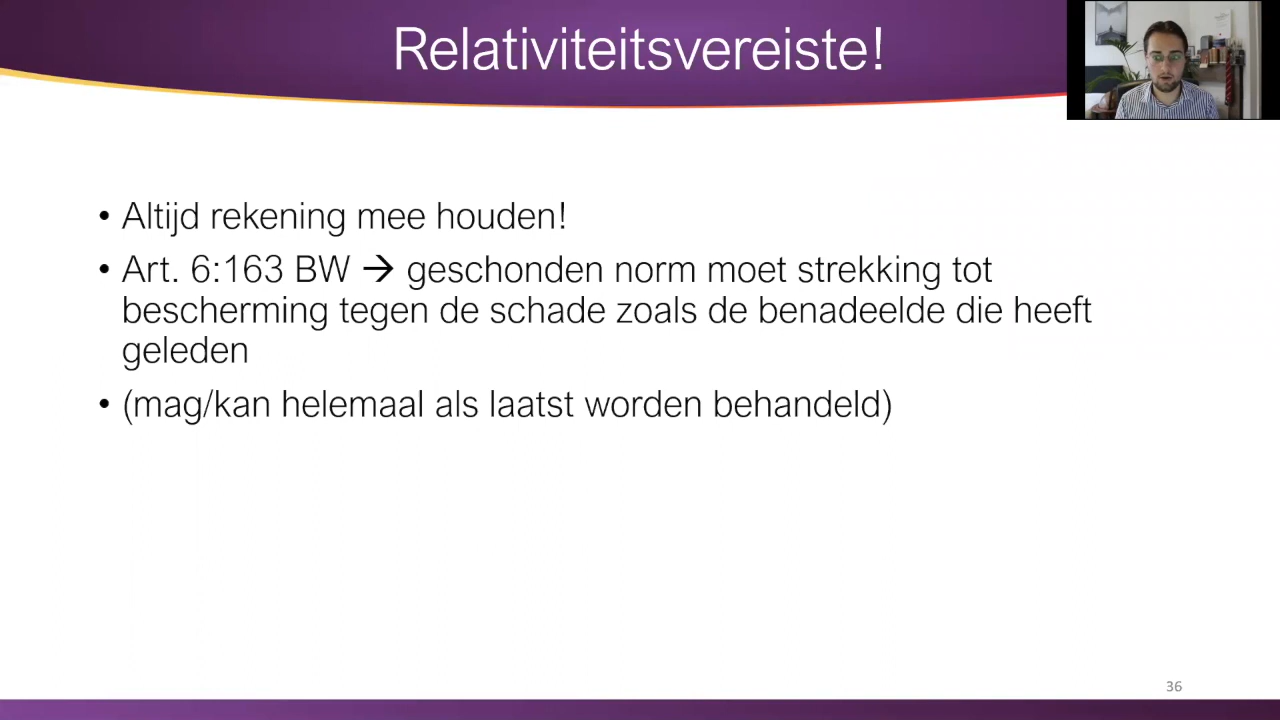 Relativiteitsvereiste!
• Altijd rekening mee houden!
• Art. 6:163 BW → geschonden norm moet strekking tot
bescherming tegen de schade zoals de benadeelde die heeft
geleden
• (mag/kan helemaal als laatst worden behandeld)
36